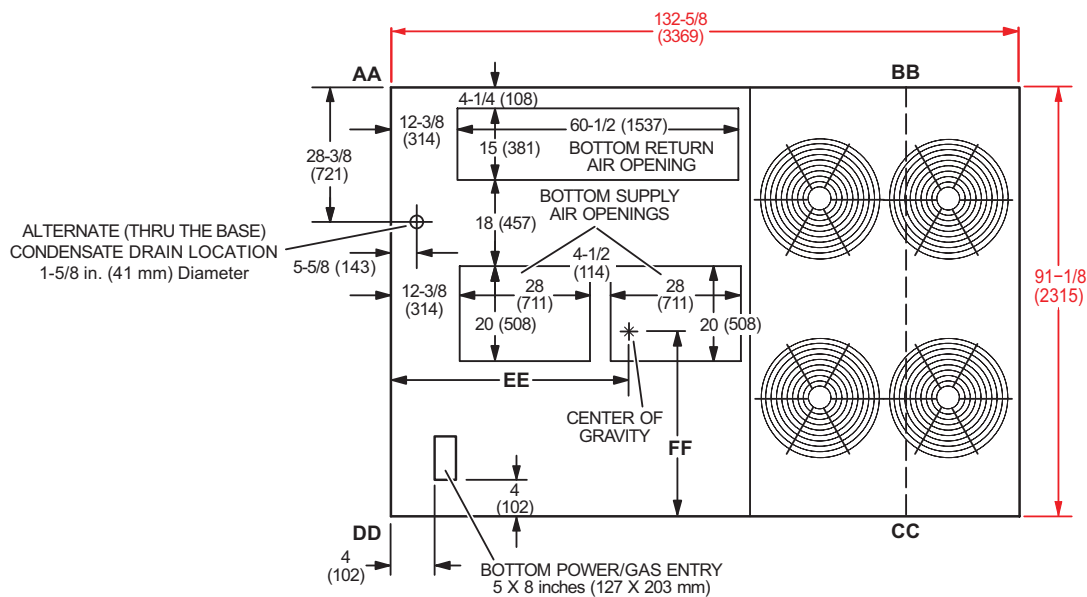 132-5/8
(3369)
AA
BB
4-1/4 (108)
12-3/8
(314)
60-1/2 (1537)
15 (381)
BOTTOM RETURN
AIR OPENING
28-3/8
(721)
BOTTOM SUPPLY
AIR OPENINGS
18 (457)
ALTERNATE (THRU THE BASE)
CONDENSATE DRAIN LOCATION
1-5/8 in. (41 mm) Diameter
5-5/8 (143)
4-1/2
(114)
12-3/8
(314)
28
(711)
28
(711)
91−1/8
(2315)
20 (508)
20 (508)
EE
CENTER OF
GRAVITY
FF
4
(102)
DD
CC
4
(102)
BOTTOM POWER/GAS ENTRY
5 X 8 inches (127 X 203 mm)